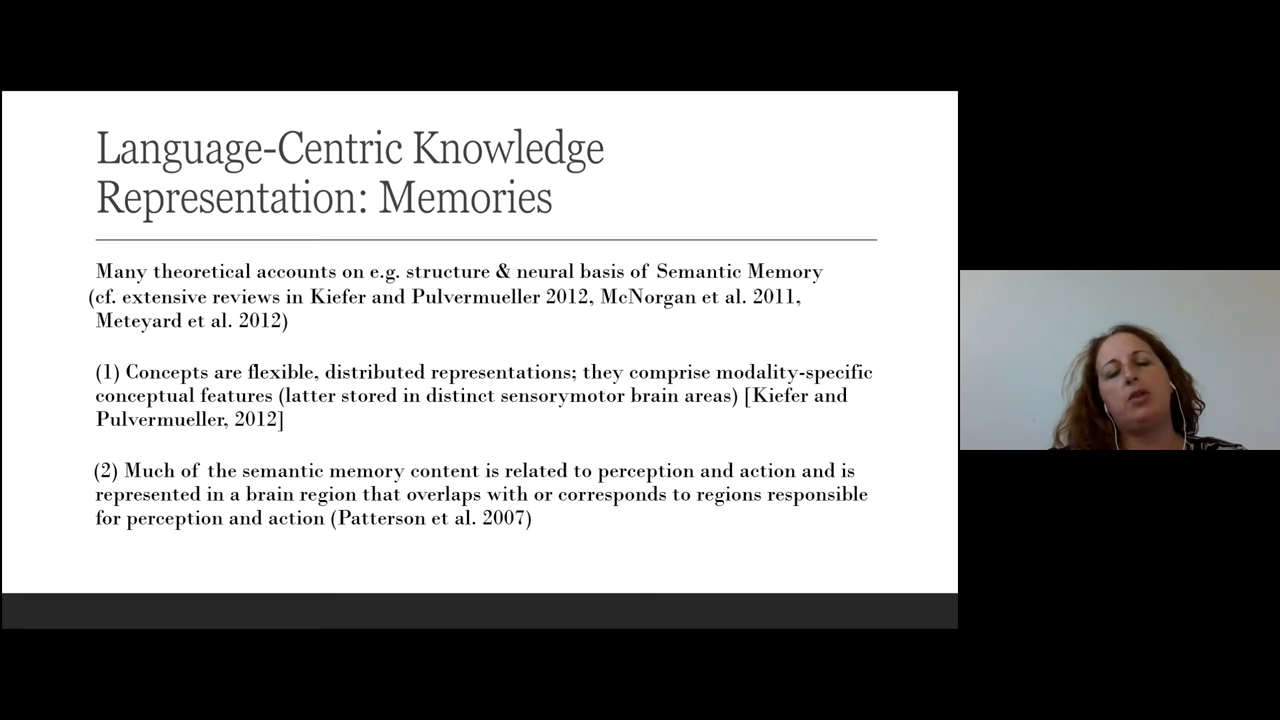 Language-Centric Knowledge
Representation: Memories
Many theoretical accounts on e.g. structure & neural basis of Semantic Memory
(cf. extensive reviews in Kiefer and Pulvermueller 2012, McNorgan et al. 2011,
Meteyard et al. 2012)
(1) Concepts are flexible, distributed representations; they comprise modality-specific
conceptual features (latter stored in distinct sensorymotor brain areas) [Kiefer and
Pulvermueller, 2012]
(2) Much of the semantic memory content is related to perception and action and is
represented in a brain region that overlaps with or corresponds to regions responsible
for perception and action (Patterson et al. 2007)